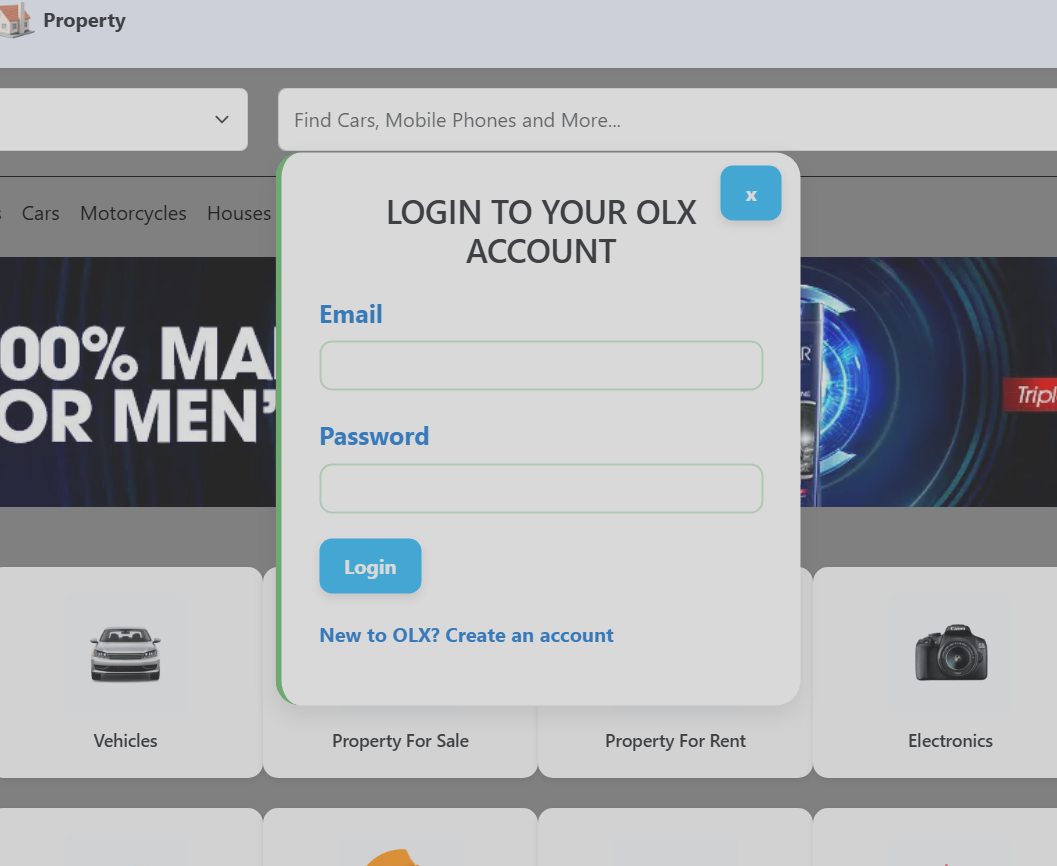 Property
Find Cars, Mobile Phones and More...
Cars Motorcycles Houses
x
LOGIN TO YOUR OLX
ACCOUNT
Email
Password
Login
New to OLX? Create an account
00% MA
OR MEN'
Tripl
Vehicles
Property For Sale
Property For Rent
Electronics